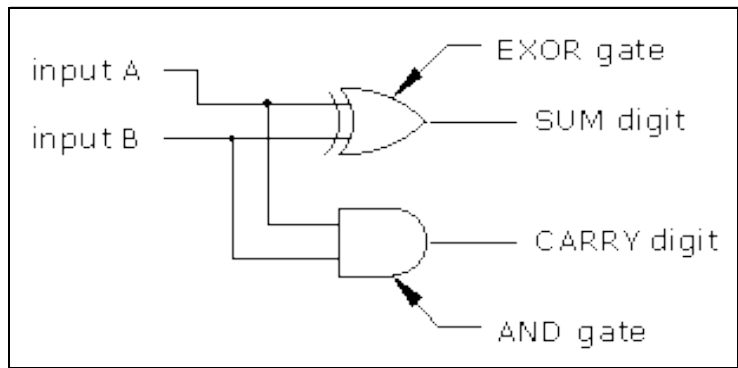 EXOR gate
input A
SUM digit
input B
CARRY digit
AND gate